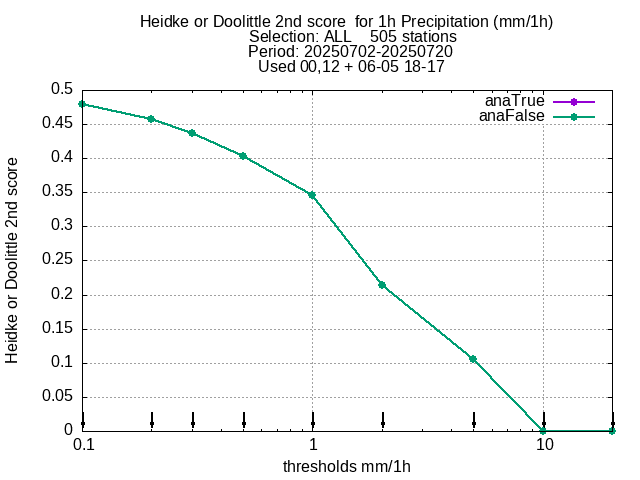 Heidke or Doolittle 2nd score  for 1h Precipitation (mm/1h)
Selection: ALL    505 stations
Period: 20250702-20250720
Used 00,12 + 06-05 18-17
anaTrue
anaFalse
Heidke or Doolittle 2nd score
0.5
0.45
0.4
0.35
0.3
0.25
0.2
0.15
0.1
0.05
0
0.1 1 10
thresholds mm/1h